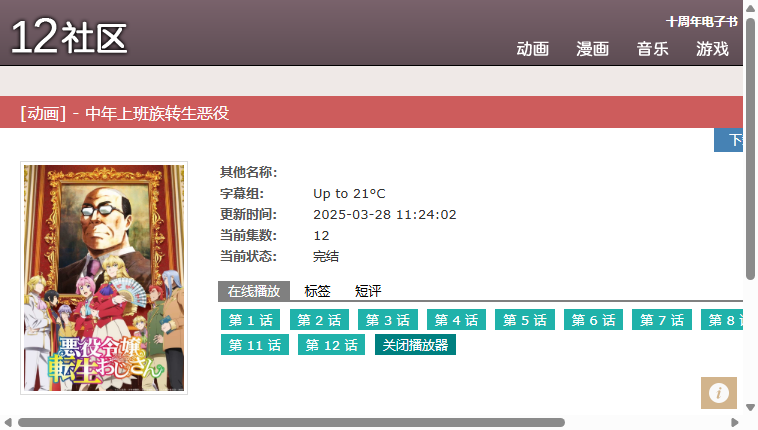 12社区
十周年电子书
动画 漫画 音乐 游戏
[动画] - 中年上班族转生恶役
下
其他名称:
字幕组: Up to 21°C
更新时间: 2025-03-28 11:24:02
当前集数: 12
当前状态: 完结
悪役令嬢
転生おじさん
在线播放 标签 短评
第 1 话 第 2 话 第 3 话 第 4 话 第 5 话 第 6 话 第 7 话 第 8
第 11 话 第 12 话 关闭播放器
i